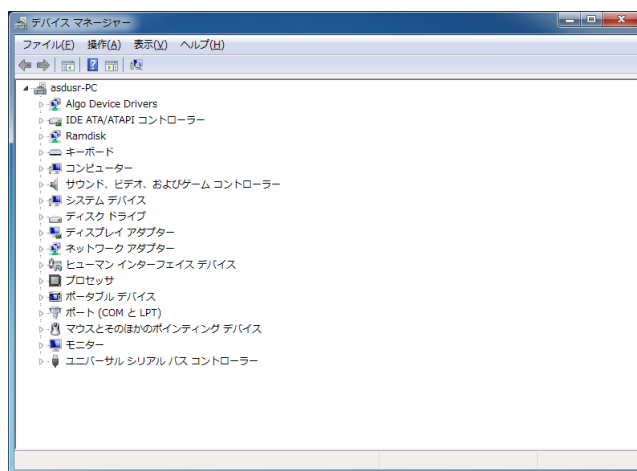 デバイス マネージャー
ファイル(F) 操作(A) 表示(V) ヘルプ(H)
asdusr-PC
Algo Device Drivers
IDE ATA/ATAPI コントローラー
Ramdisk
キーボード
コンピューター
サウンド、ビデオ、およびゲーム コントローラー
システム デバイス
ディスク ドライブ
ディスプレイ アダプター
ネットワーク アダプター
ヒューマン インターフェイス デバイス
プロセッサ
ポータブル デバイス
ポート (COM と LPT)
マウスとそのほかのポインティング デバイス
モニター
ユニバーサル シリアル バス コントローラー